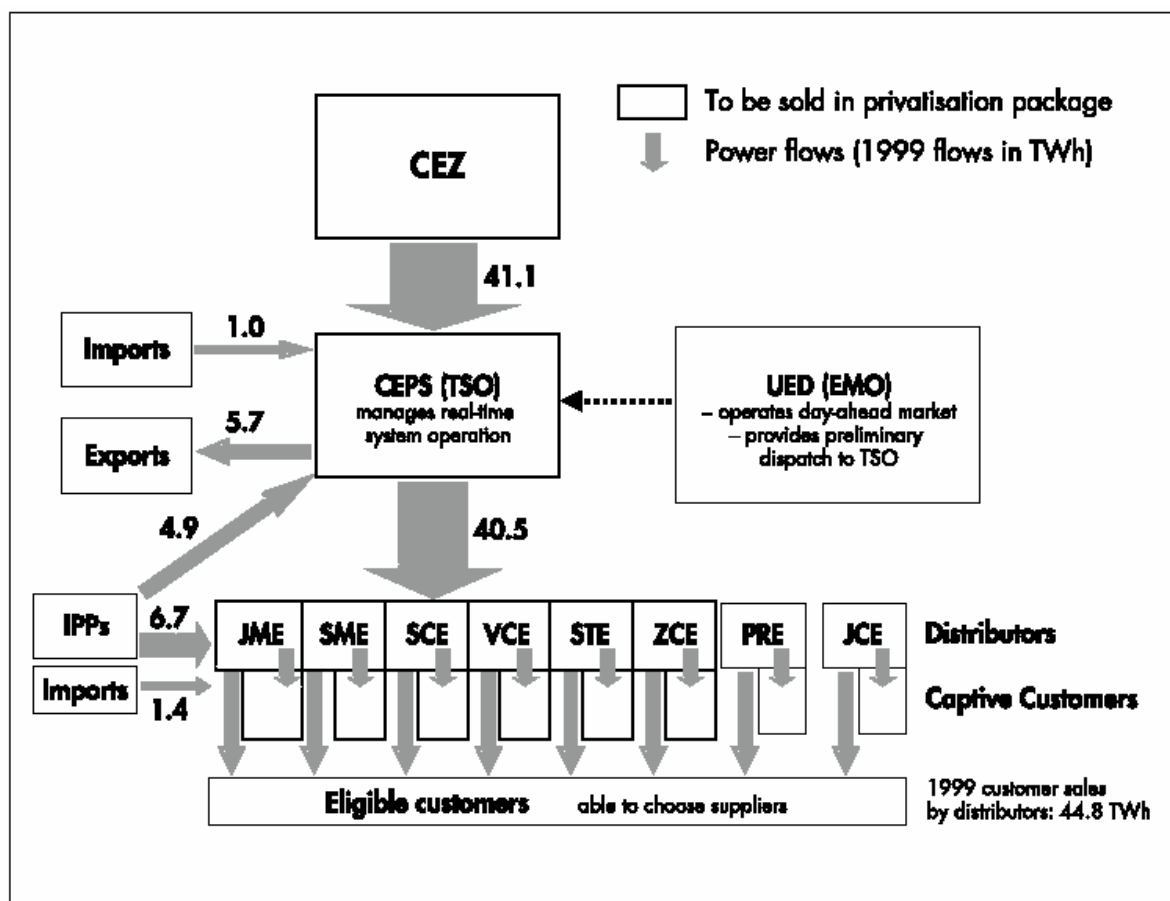 To be sold in privatisation package
Power flows (1999 flows in TWh)
CEZ
41.1
Imports
1.0
CEPS (TSO)
manages real-time
system operation
UED (EMO)
– operates day-ahead market
– provides preliminary
dispatch to TSO
Exports
5.7
4.9
40.5
IPPs
6.7
JME
SME
SCE
VCE
STE
ZCE
PRE
JCE
Distributors
Imports
1.4
Captive Customers
Eligible customers able to choose suppliers
1999 customer sales
by distributors: 44.8 TWh